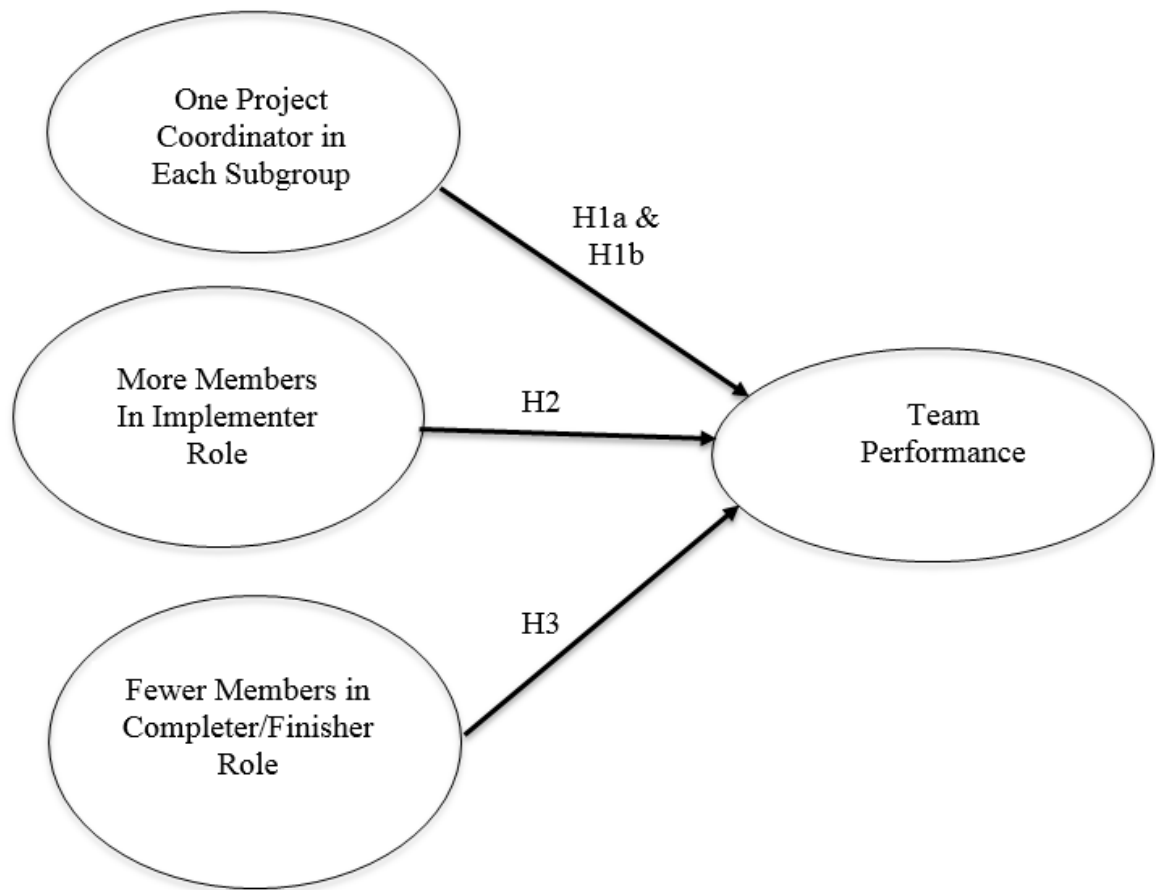 One Project
Coordinator in
Each Subgroup
H1a &
H1b
More Members
In Implementer
Role
H2
Team
Performance
H3
Fewer Members in
Completer/Finisher
Role